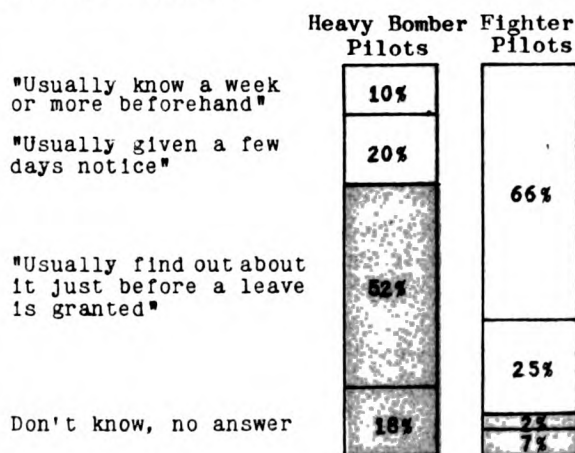 Heavy Bomber Fighter
Pilots Pilots
"Usually know a week
or more beforehand"
10%
"Usually given a few
days notice"
20%
66%
"Usually find out about
it just before a leave
is granted"
52%
25%
Don't know, no answer
18%
2%
7%